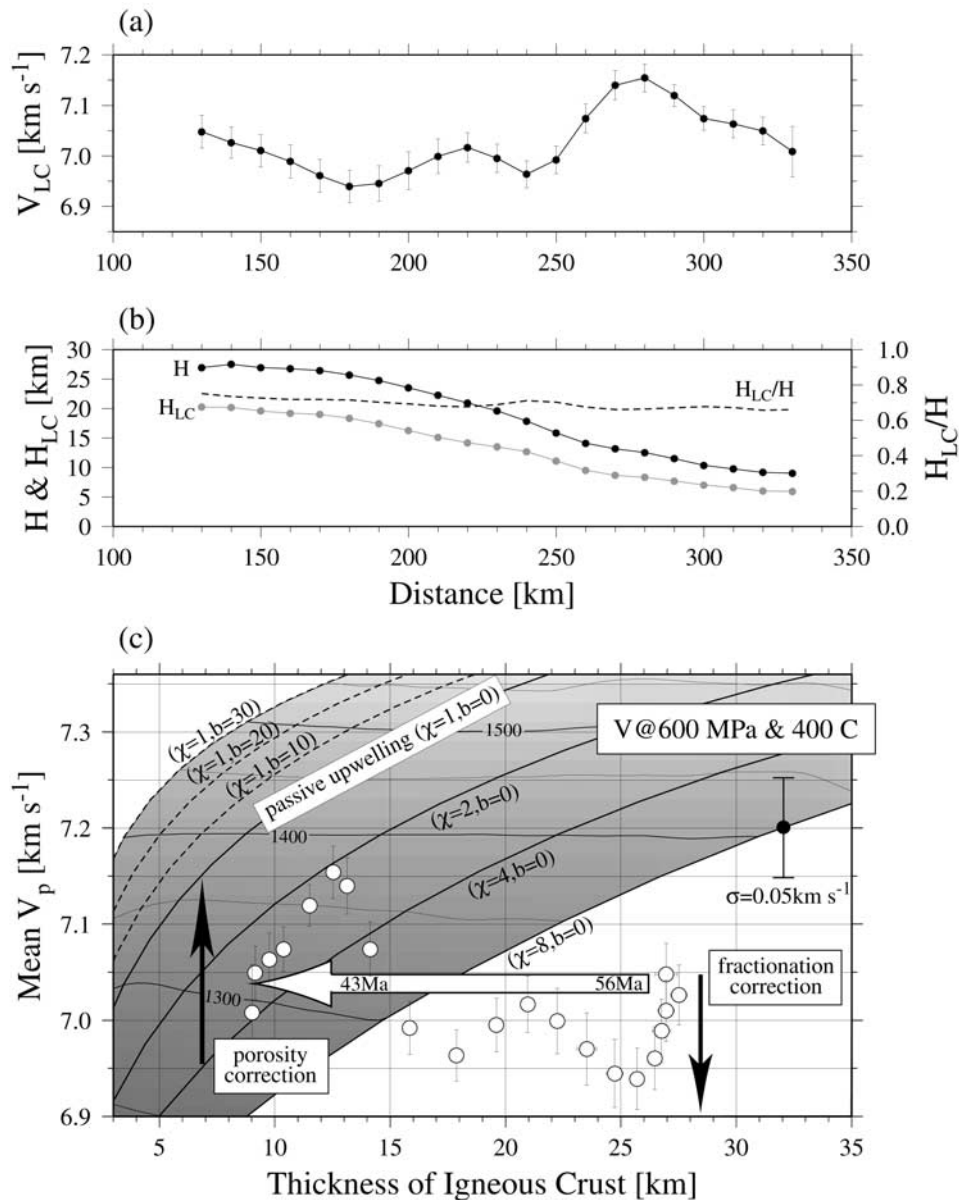 (a)
V_LC [km s⁻¹]
7.2
7.1
7.0
6.9
100 150 200 250 300 350
(b)
H & H_LC [km]
30
25
20
15
10
5
0
H
H_LC
H_LC/H
1.0
0.8
0.6
0.4
0.2
0.0
H_LC/H
100 150 200 250 300 350
Distance [km]
(c)
Mean V_p [km s⁻¹]
7.3
7.2
7.1
7.0
6.9
(χ=1,b=30)
(χ=1,b=20)
(χ=1,b=10)
passive upwelling (χ=1,b=0)
(χ=2,b=0)
(χ=4,b=0)
(χ=8,b=0)
1500
1400
1300
V@600 MPa & 400 C
σ=0.05km s⁻¹
43Ma
56Ma
fractionation
correction
porosity
correction
5 10 15 20 25 30 35
Thickness of Igneous Crust [km]